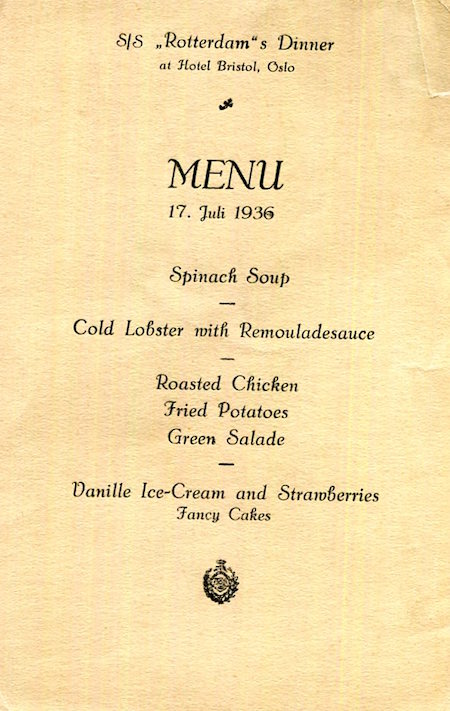 S/S „Rotterdam“s Dinner
at Hotel Bristol, Oslo
MENU
17. Juli 1936
Spinach Soup
Cold Lobster with Remouladesauce
Roasted Chicken
Fried Potatoes
Green Salade
Vanille Ice-Cream and Strawberries
Fancy Cakes